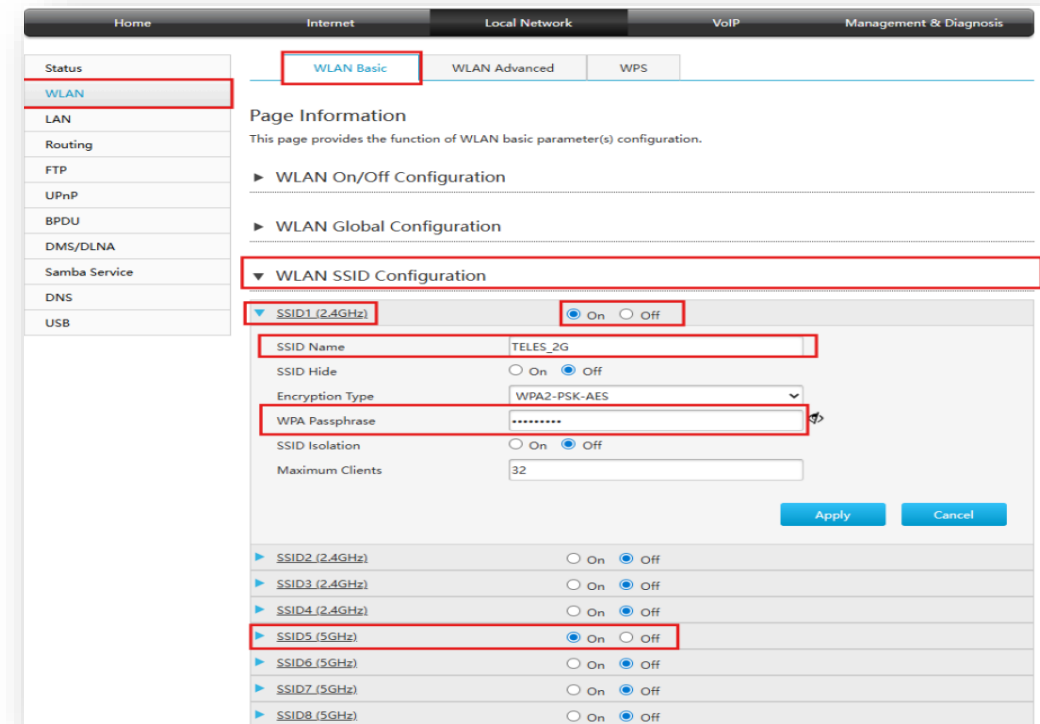 Home Internet Local Network VoIP Management & Diagnosis
Status
WLAN
LAN
Routing
FTP
UPnP
BPDU
DMS/DLNA
Samba Service
DNS
USB
WLAN Basic WLAN Advanced WPS
Page Information
This page provides the function of WLAN basic parameter(s) configuration.
WLAN On/Off Configuration
WLAN Global Configuration
WLAN SSID Configuration
SSID1 (2.4GHz) On Off
SSID Name TELES_2G
SSID Hide On Off
Encryption Type WPA2-PSK-AES
WPA Passphrase •••••••••
SSID Isolation On Off
Maximum Clients 32
Apply Cancel
SSID2 (2.4GHz) On Off
SSID3 (2.4GHz) On Off
SSID4 (2.4GHz) On Off
SSID5 (5GHz) On Off
SSID6 (5GHz) On Off
SSID7 (5GHz) On Off
SSID8 (5GHz) On Off